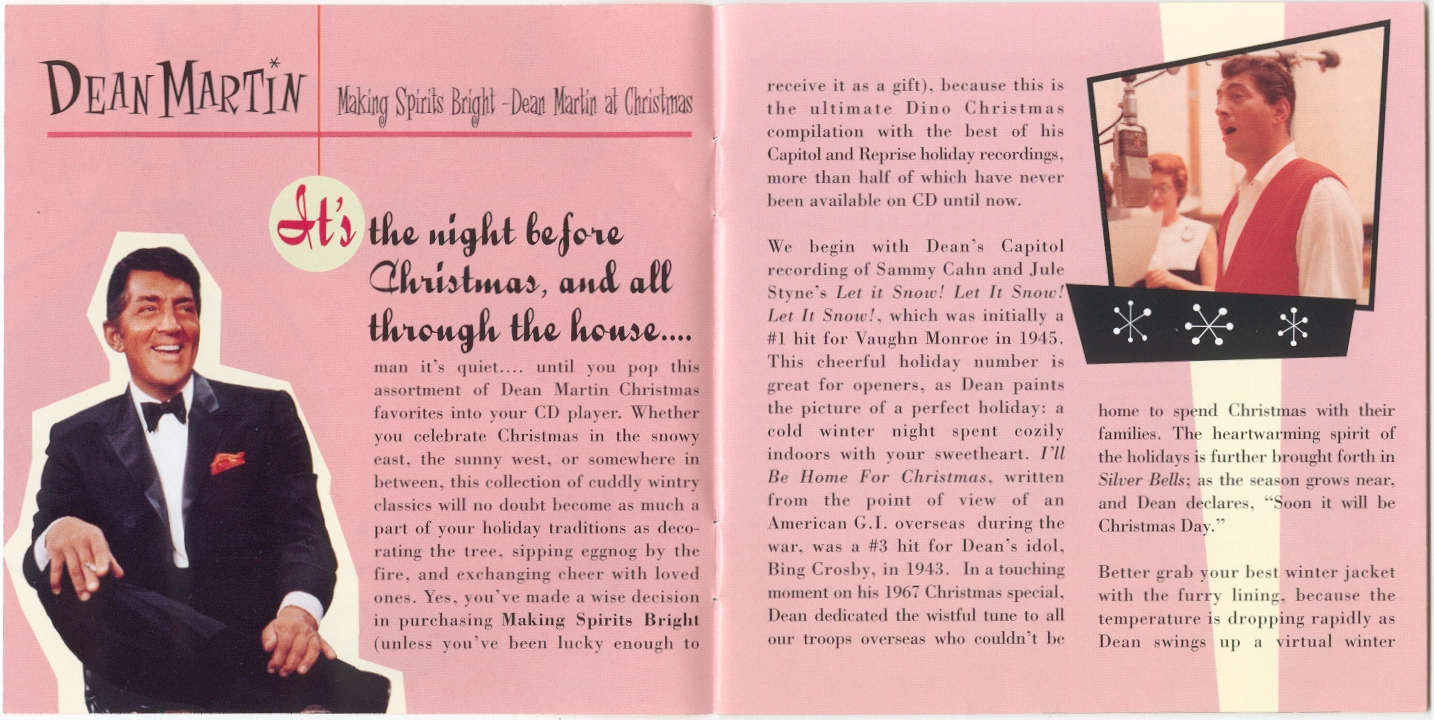 DEAN MARTIN
Making Spirits Bright -Dean Martin at Christmas
It's the night before
Christmas, and all
through the house....
man it's quiet.... until you pop this
assortment of Dean Martin Christmas
favorites into your CD player. Whether
you celebrate Christmas in the snowy
east, the sunny west, or somewhere in
between, this collection of cuddly wintry
classics will no doubt become as much a
part of your holiday traditions as deco-
rating the tree, sipping eggnog by the
fire, and exchanging cheer with loved
ones. Yes, you've made a wise decision
in purchasing Making Spirits Bright
(unless you've been lucky enough to
receive it as a gift), because this is
the ultimate Dino Christmas
compilation with the best of his
Capitol and Reprise holiday recordings,
more than half of which have never
been available on CD until now.
We begin with Dean's Capitol
recording of Sammy Cahn and Jule
Styne's Let it Snow! Let It Snow!
Let It Snow!, which was initially a
#1 hit for Vaughn Monroe in 1945.
This cheerful holiday number is
great for openers, as Dean paints
the picture of a perfect holiday: a
cold winter night spent cozily
indoors with your sweetheart. I'll
Be Home For Christmas, written
from the point of view of an
American G.I. overseas during the
war, was a #3 hit for Dean's idol,
Bing Crosby, in 1943. In a touching
moment on his 1967 Christmas special,
Dean dedicated the wistful tune to all
our troops overseas who couldn't be
home to spend Christmas with their
families. The heartwarming spirit of
the holidays is further brought forth in
Silver Bells; as the season grows near,
and Dean declares, "Soon it will be
Christmas Day."
Better grab your best winter jacket
with the furry lining, because the
temperature is dropping rapidly as
Dean swings up a virtual winter